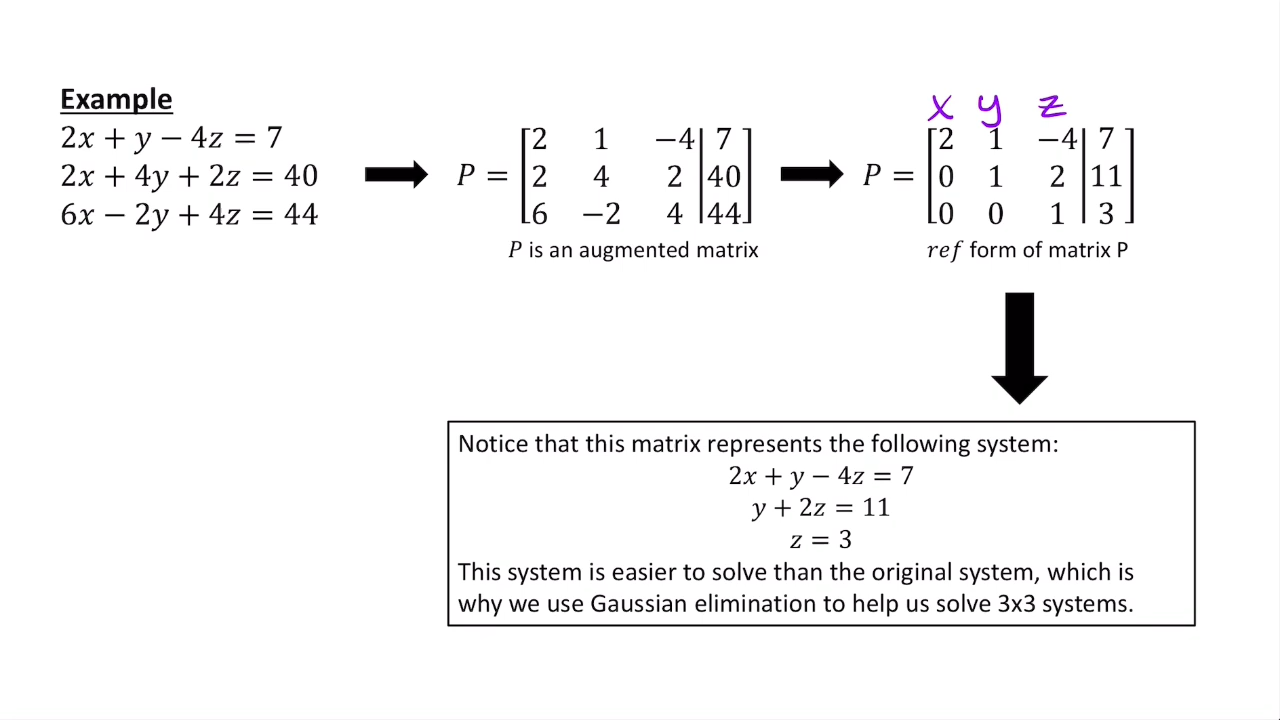 Example
2x + y − 4z = 7
2x + 4y + 2z = 40
6x − 2y + 4z = 44
P = [2 1 −4 | 7]
[2 4 2 | 40]
[6 −2 4 | 44]
P is an augmented matrix
x y z
P = [2 1 −4 | 7]
[0 1 2 | 11]
[0 0 1 | 3]
ref form of matrix P
Notice that this matrix represents the following system:
2x + y − 4z = 7
y + 2z = 11
z = 3
This system is easier to solve than the original system, which is
why we use Gaussian elimination to help us solve 3x3 systems.